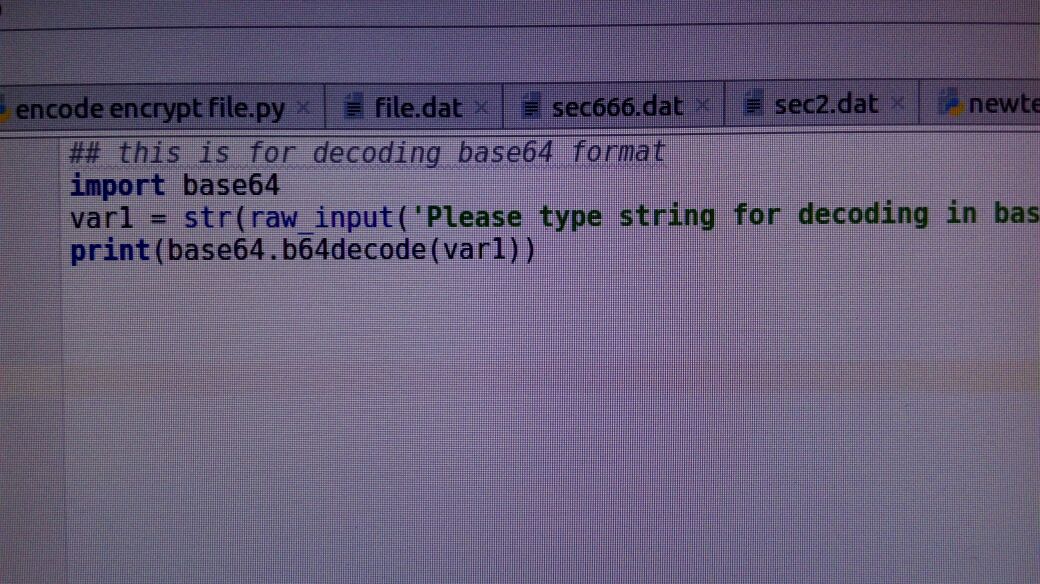 encode encrypt file.py × file.dat × sec666.dat × sec2.dat × newte
## this is for decoding base64 format
import base64
var1 = str(raw_input('Please type string for decoding in bas
print(base64.b64decode(var1))